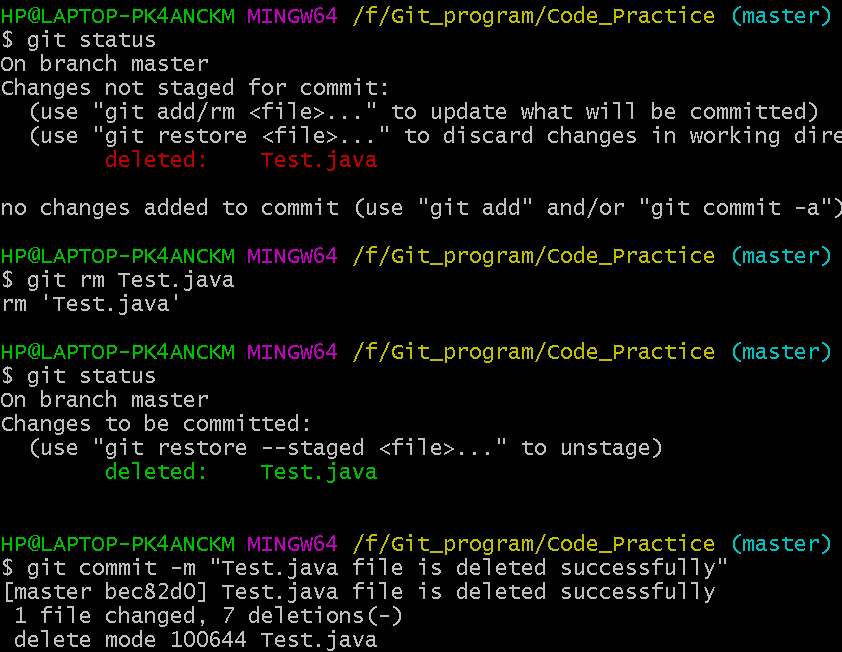 HP@LAPTOP-PK4ANCKM MINGW64 /f/Git_program/Code_Practice (master)
$ git status
On branch master
Changes not staged for commit:
  (use "git add/rm <file>..." to update what will be committed)
  (use "git restore <file>..." to discard changes in working dire
        deleted:    Test.java

no changes added to commit (use "git add" and/or "git commit -a")

HP@LAPTOP-PK4ANCKM MINGW64 /f/Git_program/Code_Practice (master)
$ git rm Test.java
rm 'Test.java'

HP@LAPTOP-PK4ANCKM MINGW64 /f/Git_program/Code_Practice (master)
$ git status
On branch master
Changes to be committed:
  (use "git restore --staged <file>..." to unstage)
        deleted:    Test.java

HP@LAPTOP-PK4ANCKM MINGW64 /f/Git_program/Code_Practice (master)
$ git commit -m "Test.java file is deleted successfully"
[master bec82d0] Test.java file is deleted successfully
 1 file changed, 7 deletions(-)
 delete mode 100644 Test.java